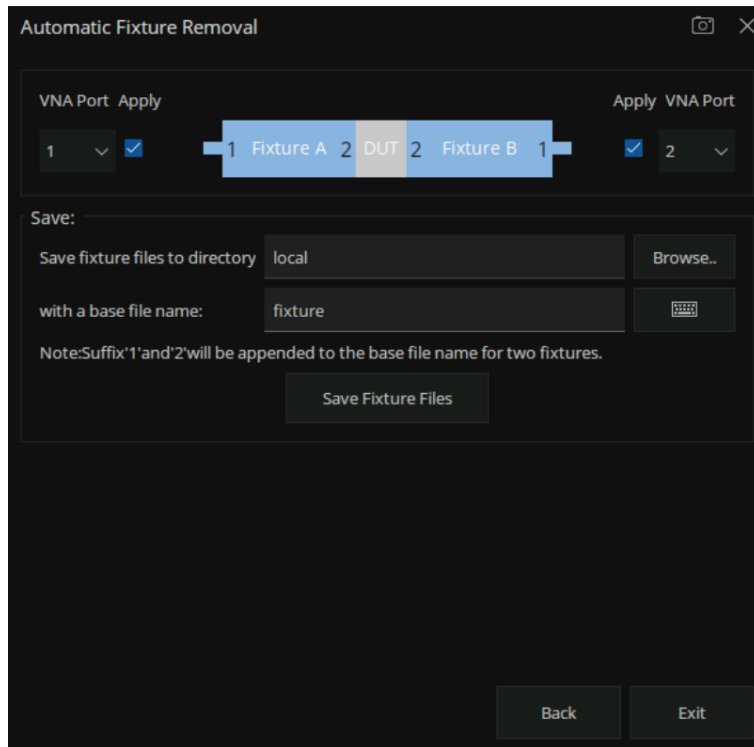 Automatic Fixture Removal
VNA Port Apply
Apply VNA Port
1
1 Fixture A 2 DUT 2 Fixture B 1
2
Save:
Save fixture files to directory
local
Browse..
with a base file name:
fixture
Note:Suffix'1'and'2'will be appended to the base file name for two fixtures.
Save Fixture Files
Back
Exit